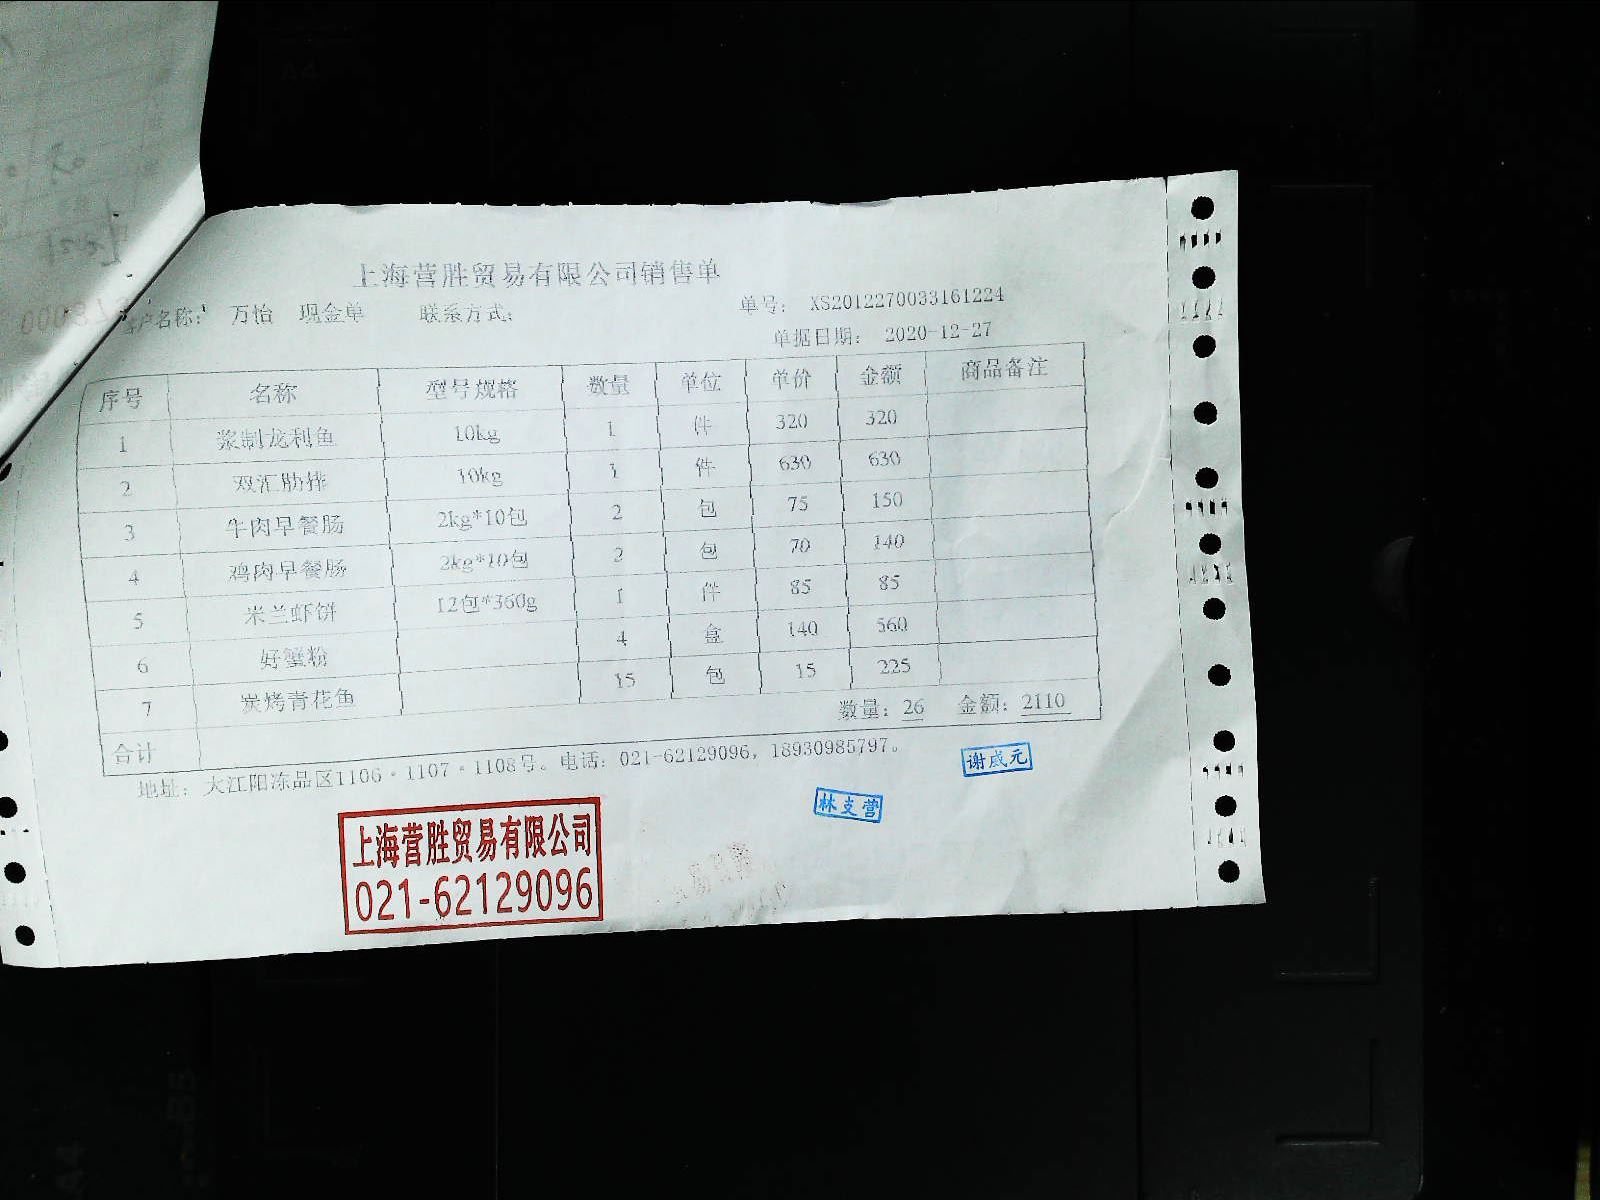 上海营胜贸易有限公司销售单
客户名称: 万怡 现金单 联系方式: 单号: XS2012270033161224
单据日期: 2020-12-27
序号 名称 型号规格 数量 单位 单价 金额 商品备注
1 浆制龙利鱼 10kg 1 件 320 320
2 双汇肋排 10kg 1 件 630 630
3 牛肉早餐肠 2kg*10包 2 包 75 150
4 鸡肉早餐肠 2kg*10包 2 包 70 140
5 米兰虾饼 12包*360g 1 件 85 85
6 好蟹粉 4 盒 140 560
7 炭烤青花鱼 15 包 15 225
合计 数量: 26 金额: 2110
地址: 大江阳冻品区1106·1107·1108号。电话: 021-62129096, 18930985797。
谢成元
林支营
上海营胜贸易有限公司
021-62129096